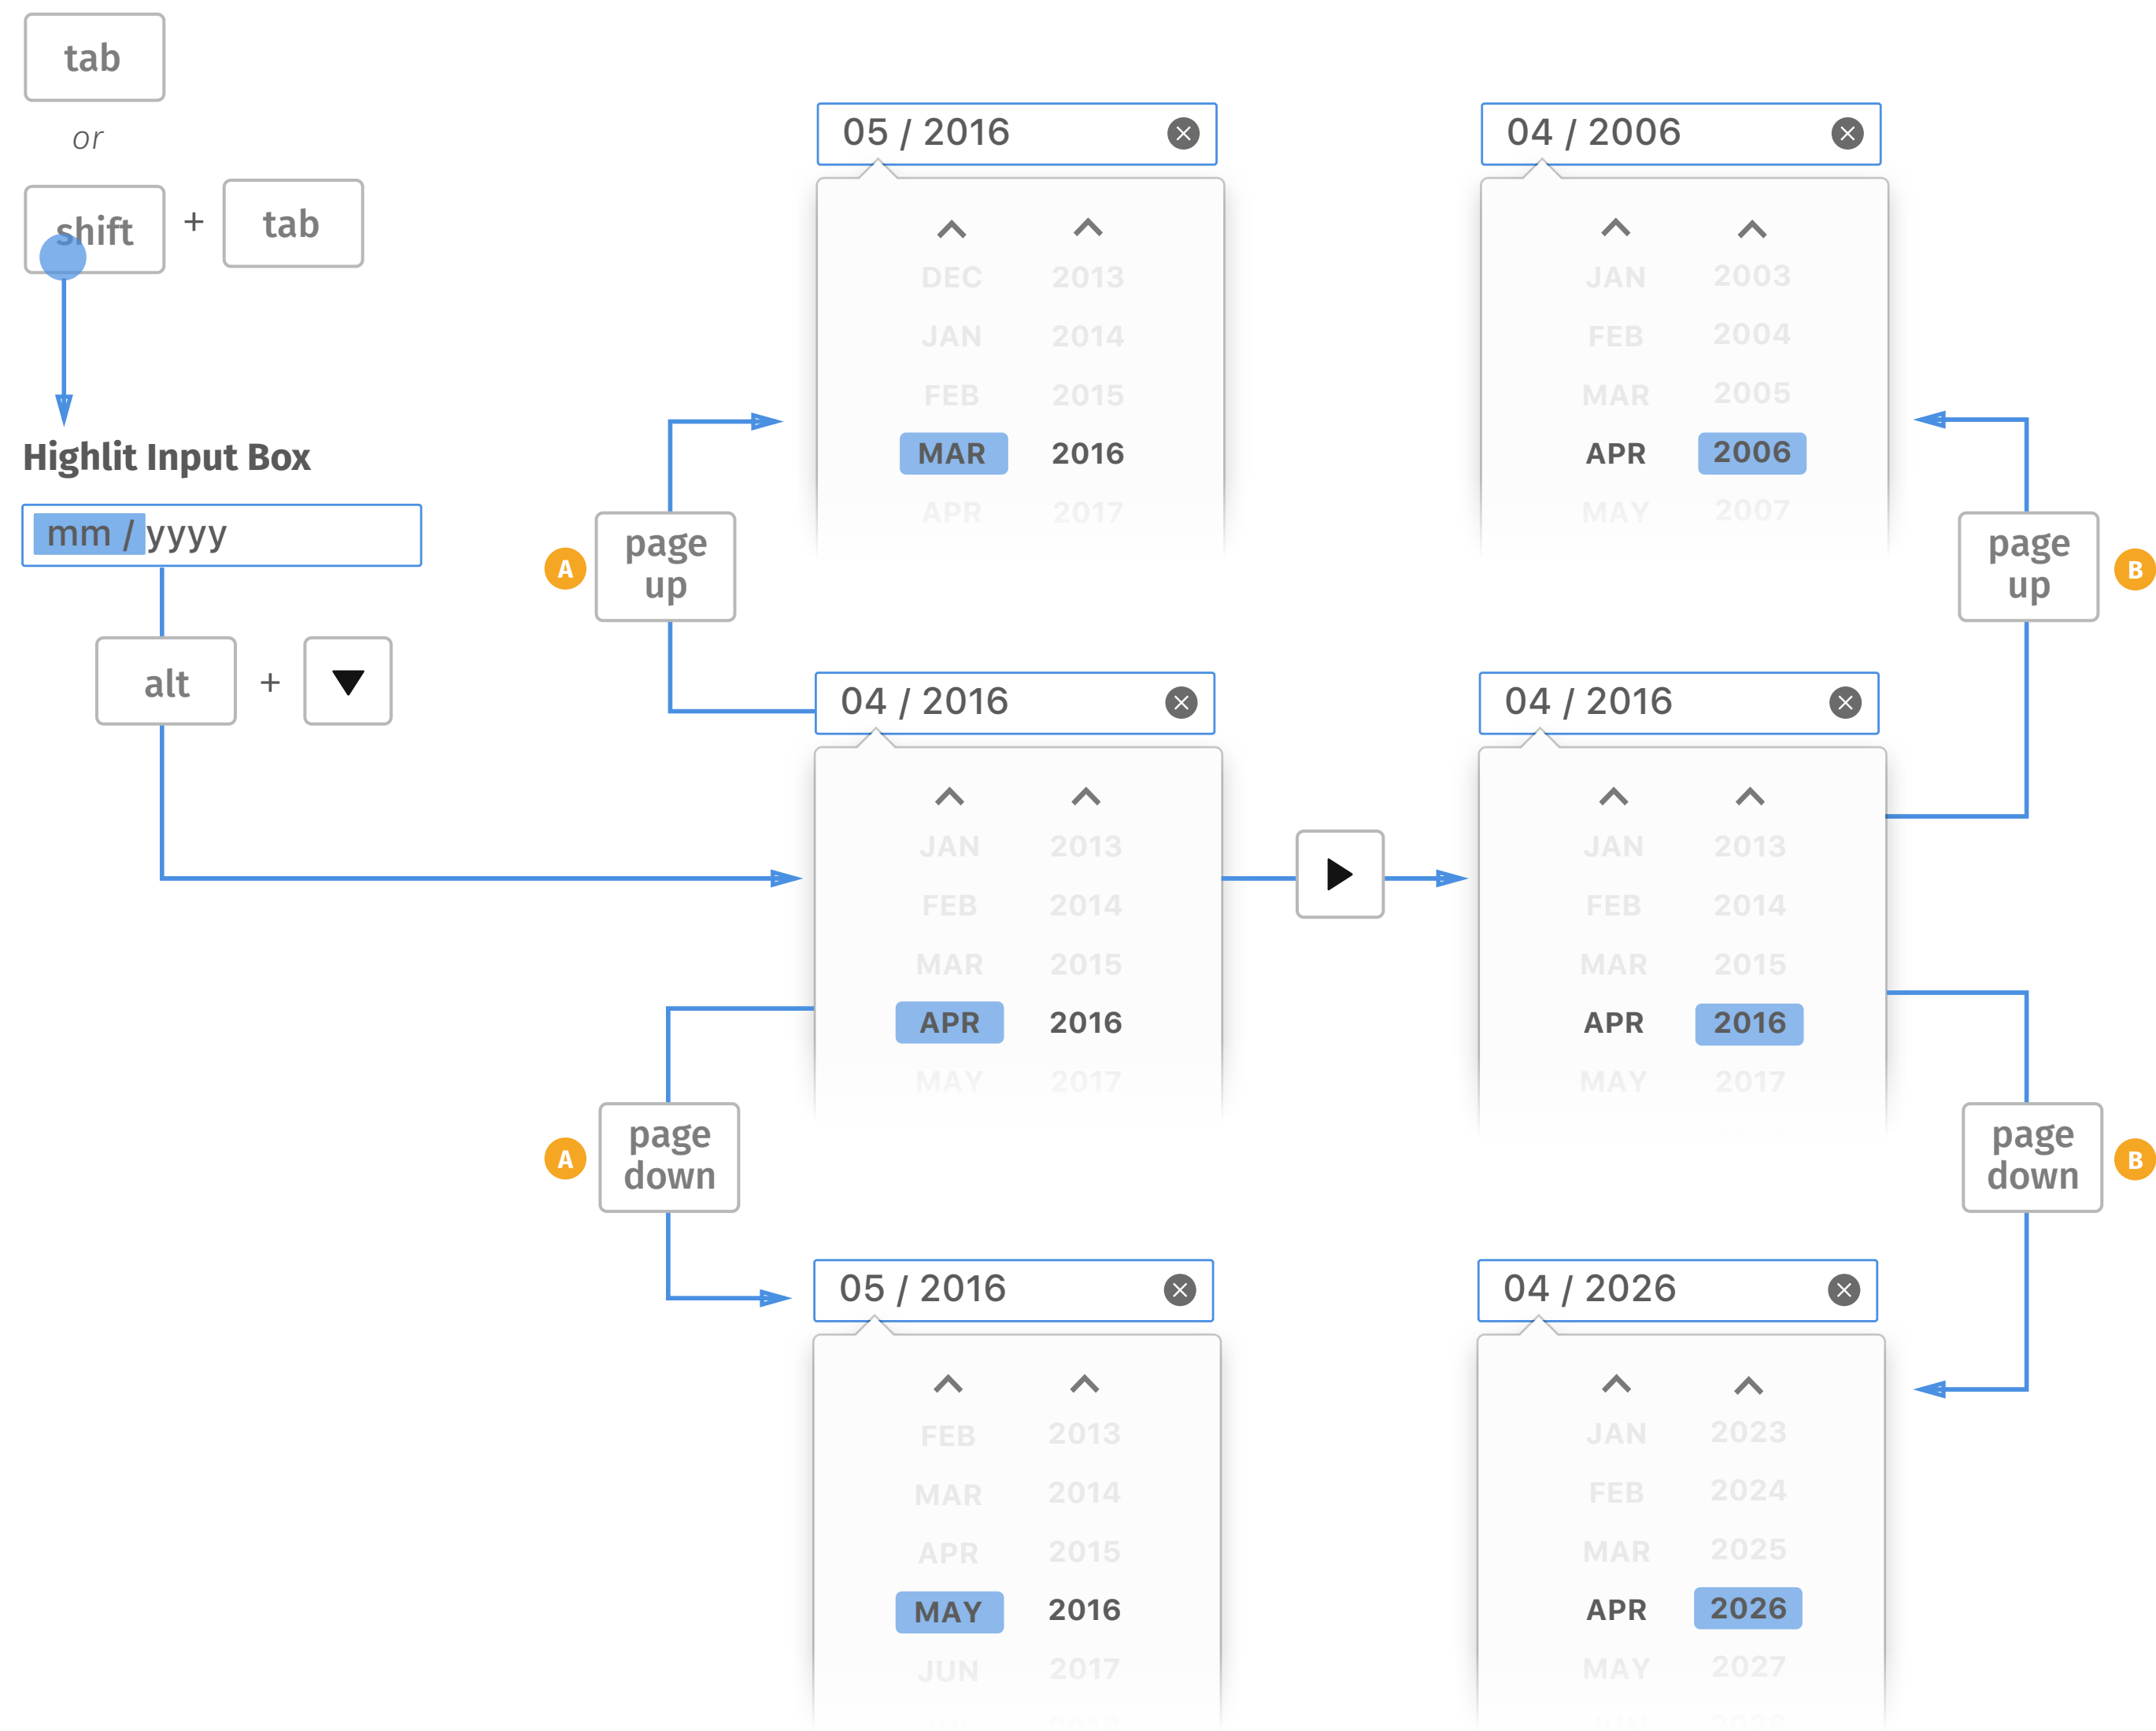 tab
or
shift + tab
Highlit Input Box
mm / yyyy
alt +
A
page
up
05 / 2016
DEC 2013
JAN 2014
FEB 2015
MAR 2016
APR 2017
04 / 2006
JAN 2003
FEB 2004
MAR 2005
APR 2006
MAY 2007
page
up
B
04 / 2016
JAN 2013
FEB 2014
MAR 2015
APR 2016
MAY 2017
04 / 2016
JAN 2013
FEB 2014
MAR 2015
APR 2016
MAY 2017
A
page
down
page
down
B
05 / 2016
FEB 2013
MAR 2014
APR 2015
MAY 2016
JUN 2017
04 / 2026
JAN 2023
FEB 2024
MAR 2025
APR 2026
MAY 2027